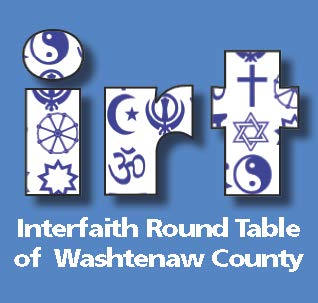 irt
Interfaith Round Table
of Washtenaw County